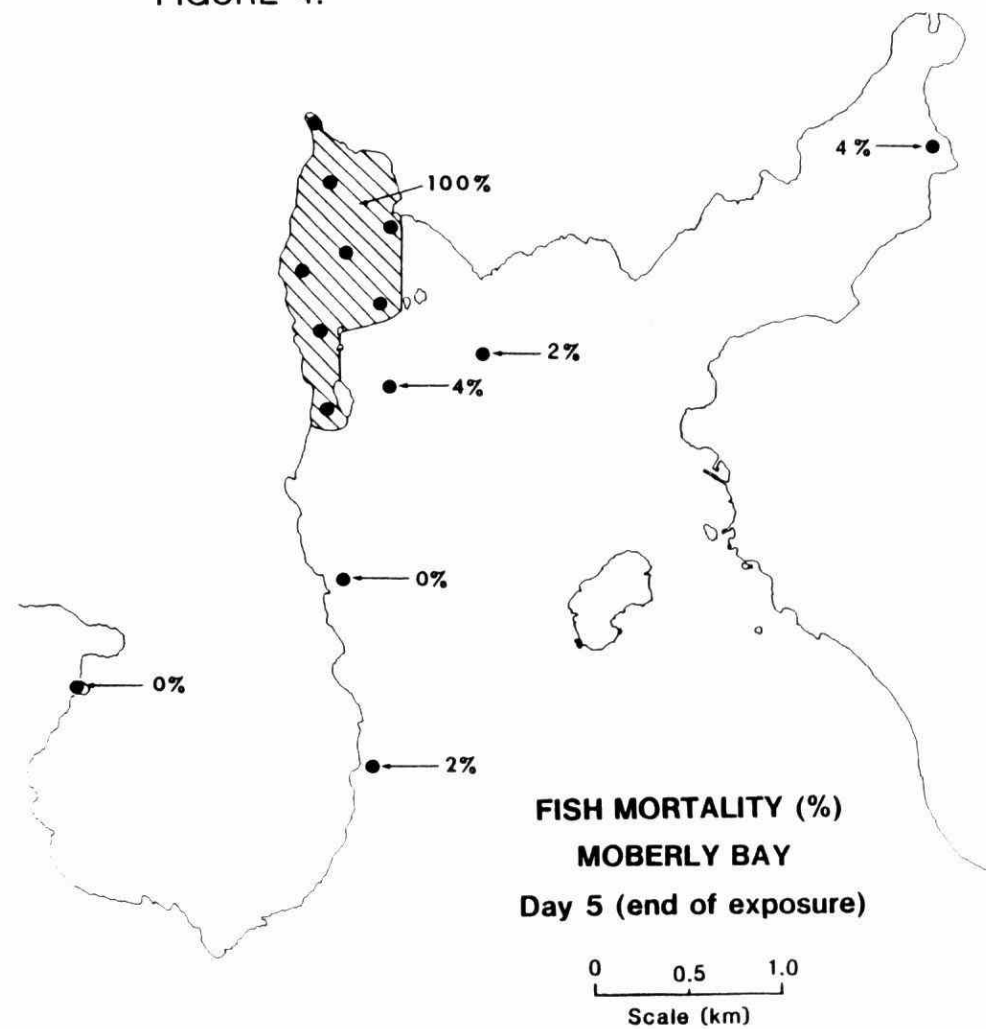 4%
100%
2%
4%
0%
0%
2%
FISH MORTALITY (%)
MOBERLY BAY
Day 5 (end of exposure)
0 0.5 1.0
Scale (km)